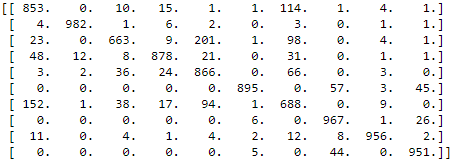 [[ 853. 0. 10. 15. 1. 1. 114. 1. 4. 1.]
[ 4. 982. 1. 6. 2. 0. 3. 0. 1. 1.]
[ 23. 0. 663. 9. 201. 1. 98. 0. 4. 1.]
[ 48. 12. 8. 878. 21. 0. 31. 0. 1. 1.]
[ 3. 2. 36. 24. 866. 0. 66. 0. 3. 0.]
[ 0. 0. 0. 0. 0. 895. 0. 57. 3. 45.]
[ 152. 1. 38. 17. 94. 1. 688. 0. 9. 0.]
[ 0. 0. 0. 0. 0. 6. 0. 967. 1. 26.]
[ 11. 0. 4. 1. 4. 2. 12. 8. 956. 2.]
[ 0. 0. 0. 0. 0. 5. 0. 44. 0. 951.]]